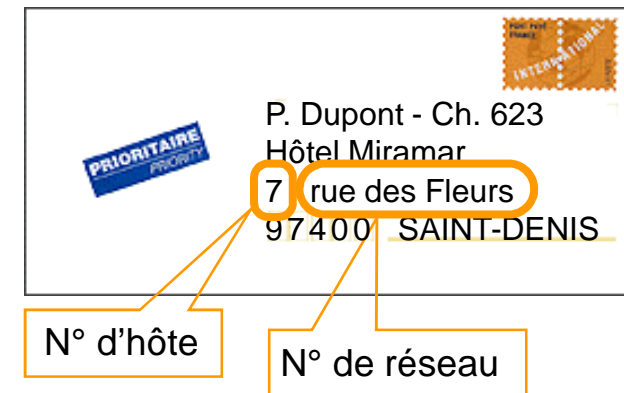 INTERNATIONAL
PRIORITAIRE
PRIORITY
P. Dupont - Ch. 623
Hôtel Miramar
7 rue des Fleurs
97400 SAINT-DENIS
N° d'hôte
N° de réseau